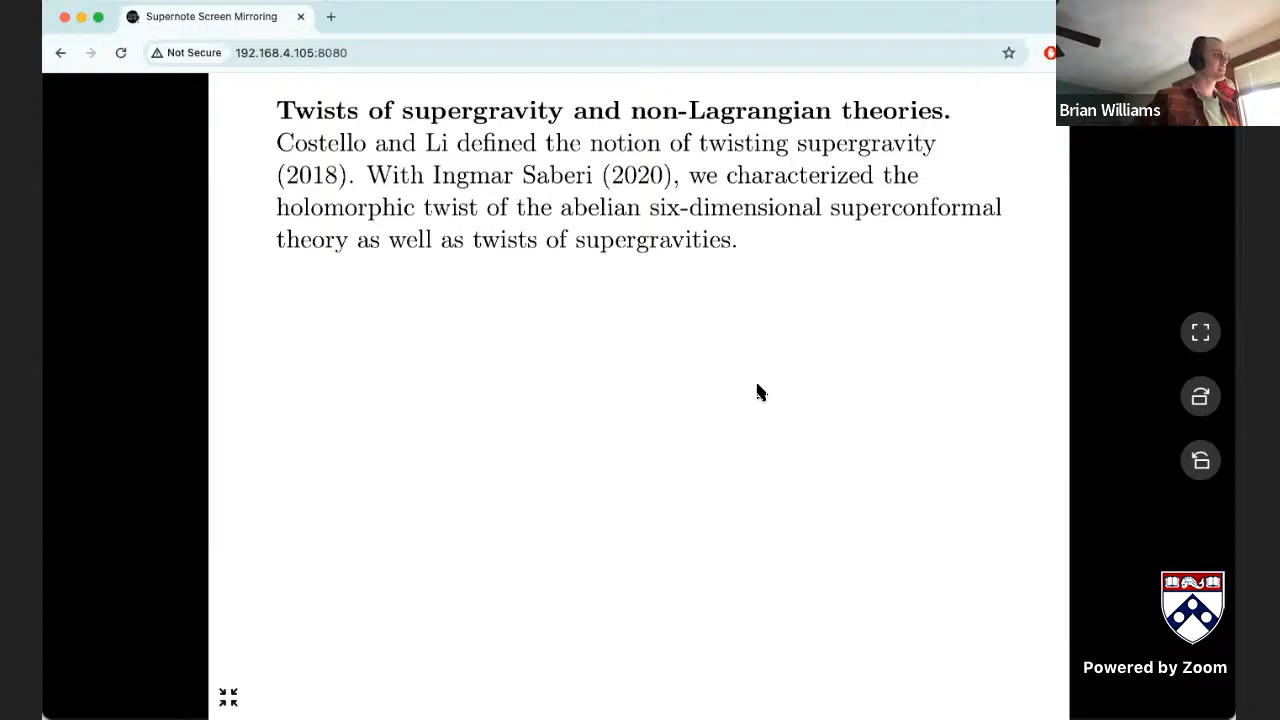 Supernote Screen Mirroring
Not Secure
192.168.4.105:8080
Brian Williams
Twists of supergravity and non-Lagrangian theories.
Costello and Li defined the notion of twisting supergravity
(2018). With Ingmar Saberi (2020), we characterized the
holomorphic twist of the abelian six-dimensional superconformal
theory as well as twists of supergravities.
Powered by Zoom